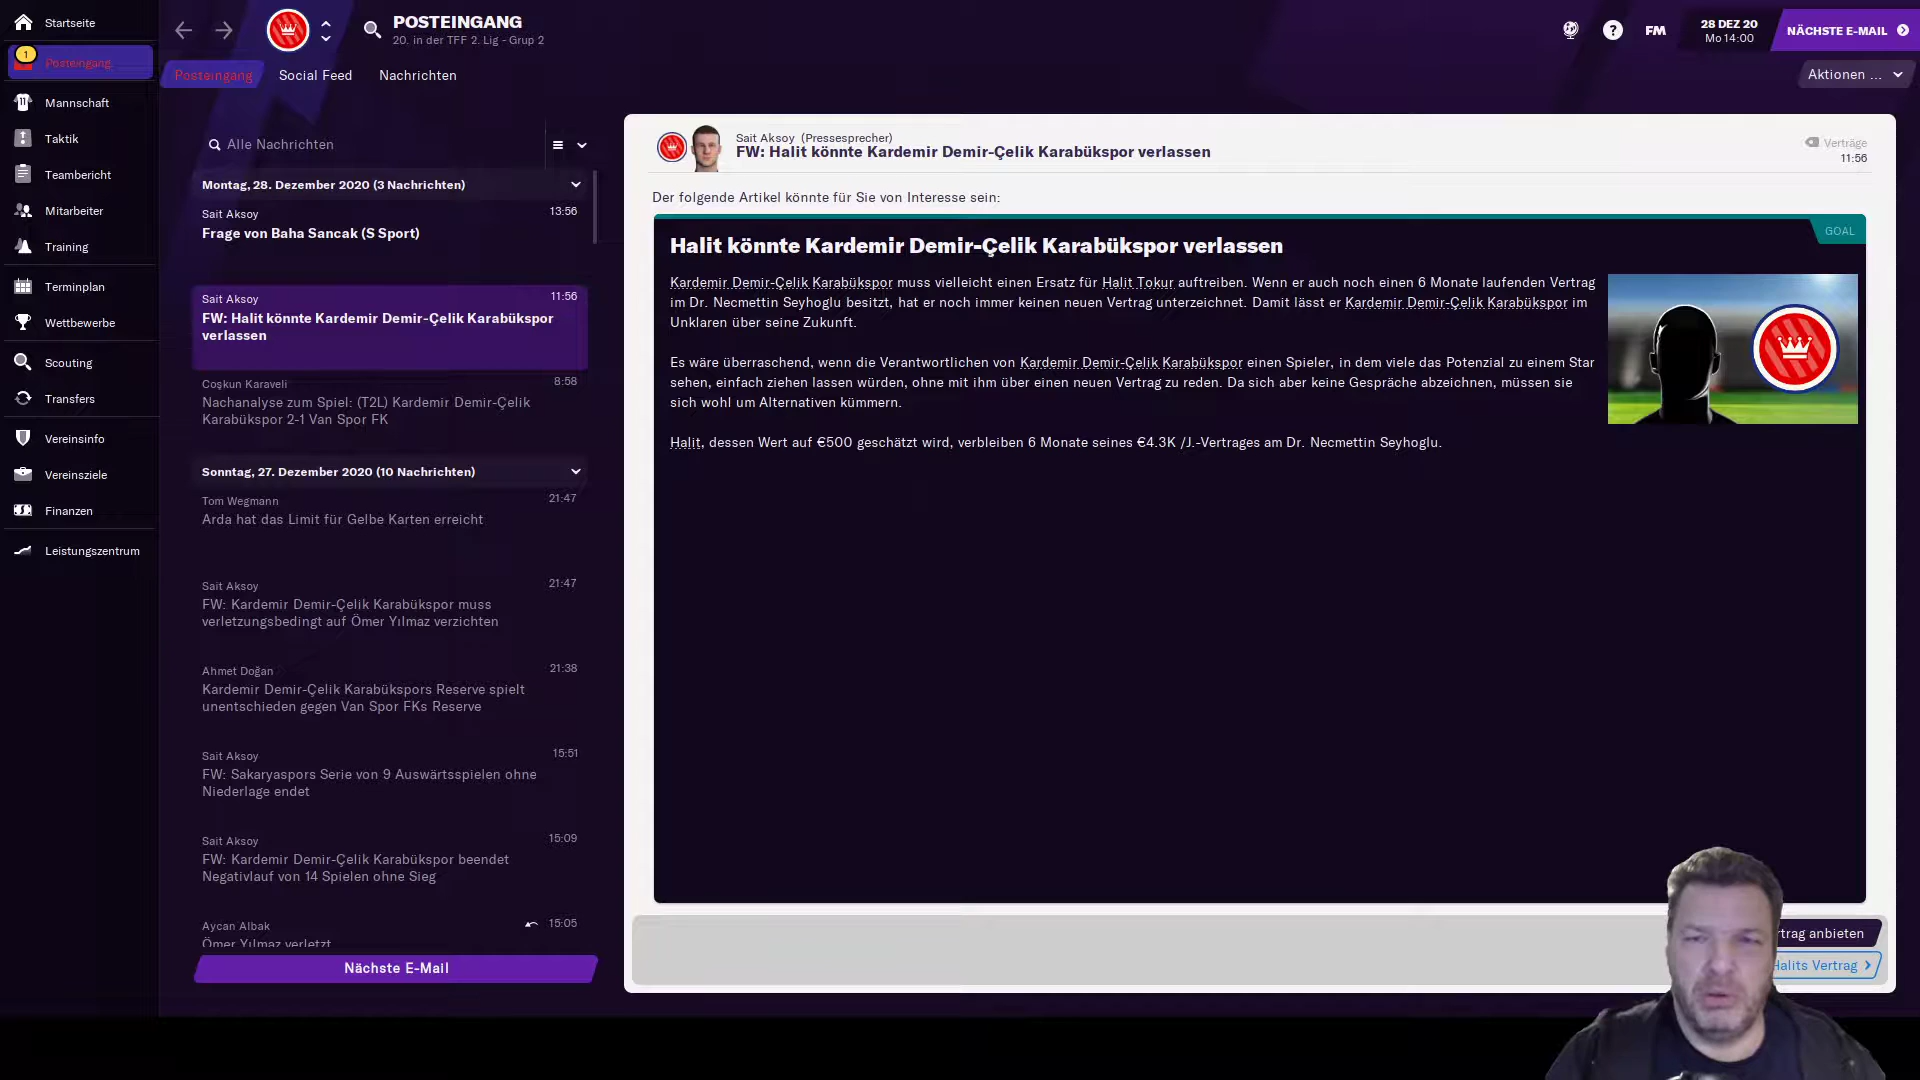 Startseite
1
Posteingang
Mannschaft
Taktik
Teambericht
Mitarbeiter
Training
Terminplan
Wettbewerbe
Scouting
Transfers
Vereinsinfo
Vereinsziele
Finanzen
Leistungszentrum
POSTEINGANG
20. in der TFF 2. Lig - Grup 2
FM
28 DEZ 20
Mo 14:00
NÄCHSTE E-MAIL
Posteingang
Social Feed
Nachrichten
Aktionen ...
Alle Nachrichten
Montag, 28. Dezember 2020 (3 Nachrichten)
Sait Aksoy
13:56
Frage von Baha Sancak (S Sport)
Sait Aksoy
11:56
FW: Halit könnte Kardemir Demir-Çelik Karabükspor
verlassen
Coşkun Karaveli
8:58
Nachanalyse zum Spiel: (T2L) Kardemir Demir-Çelik
Karabükspor 2-1 Van Spor FK
Sonntag, 27. Dezember 2020 (10 Nachrichten)
Tom Wegmann
21:47
Arda hat das Limit für Gelbe Karten erreicht
Sait Aksoy
21:47
FW: Kardemir Demir-Çelik Karabükspor muss
verletzungsbedingt auf Ömer Yılmaz verzichten
Ahmet Doğan
21:38
Kardemir Demir-Çelik Karabükspors Reserve spielt
unentschieden gegen Van Spor FKs Reserve
Sait Aksoy
15:51
FW: Sakaryaspors Serie von 9 Auswärtsspielen ohne
Niederlage endet
Sait Aksoy
15:09
FW: Kardemir Demir-Çelik Karabükspor beendet
Negativlauf von 14 Spielen ohne Sieg
Aycan Albak
15:05
Ömer Yılmaz verletzt
Nächste E-Mail
Sait Aksoy (Pressesprecher)
FW: Halit könnte Kardemir Demir-Çelik Karabükspor verlassen
Verträge
11:56
Der folgende Artikel könnte für Sie von Interesse sein:
GOAL
Halit könnte Kardemir Demir-Çelik Karabükspor verlassen
Kardemir Demir-Çelik Karabükspor muss vielleicht einen Ersatz für Halit Tokur auftreiben. Wenn er auch noch einen 6 Monate laufenden Vertrag
im Dr. Necmettin Seyhoglu besitzt, hat er noch immer keinen neuen Vertrag unterzeichnet. Damit lässt er Kardemir Demir-Çelik Karabükspor im
Unklaren über seine Zukunft.
Es wäre überraschend, wenn die Verantwortlichen von Kardemir Demir-Çelik Karabükspor einen Spieler, in dem viele das Potenzial zu einem Star
sehen, einfach ziehen lassen würden, ohne mit ihm über einen neuen Vertrag zu reden. Da sich aber keine Gespräche abzeichnen, müssen sie
sich wohl um Alternativen kümmern.
Halit, dessen Wert auf €500 geschätzt wird, verbleiben 6 Monate seines €4.3K /J.-Vertrages am Dr. Necmettin Seyhoglu.
rtrag anbieten
Halits Vertrag